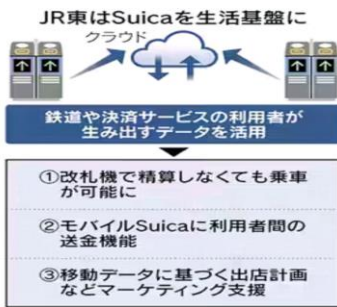 JR東はSuicaを生活基盤に
クラウド
鉄道や決済サービスの利用者が
生み出すデータを活用
①改札機で精算しなくても乗車
が可能に
②モバイルSuicaに利用者間の
送金機能
③移動データに基づく出店計画
などマーケティング支援